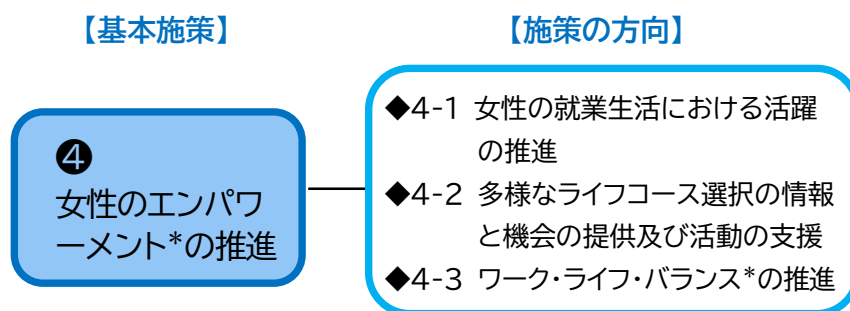 【基本施策】
【施策の方向】
❹
女性のエンパワ
ーメント*の推進
◆4-1 女性の就業生活における活躍
の推進
◆4-2 多様なライフコース選択の情報
と機会の提供及び活動の支援
◆4-3 ワーク・ライフ・バランス*の推進